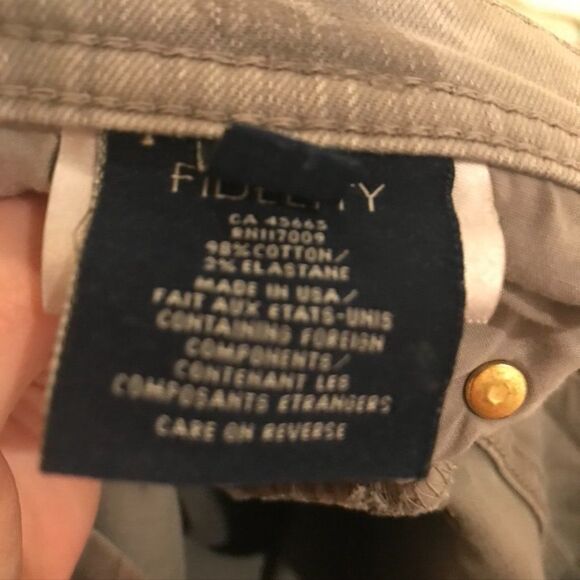 FIDELITY
CA 45665
RN117009
98% COTTON/
2% ELASTANE
MADE IN USA/
FAIT AUX ETATS-UNIS
CONTAINING FOREIGN
COMPONENTS/
CONTENANT LES
COMPOSANTS ETRANGERS
CARE ON REVERSE